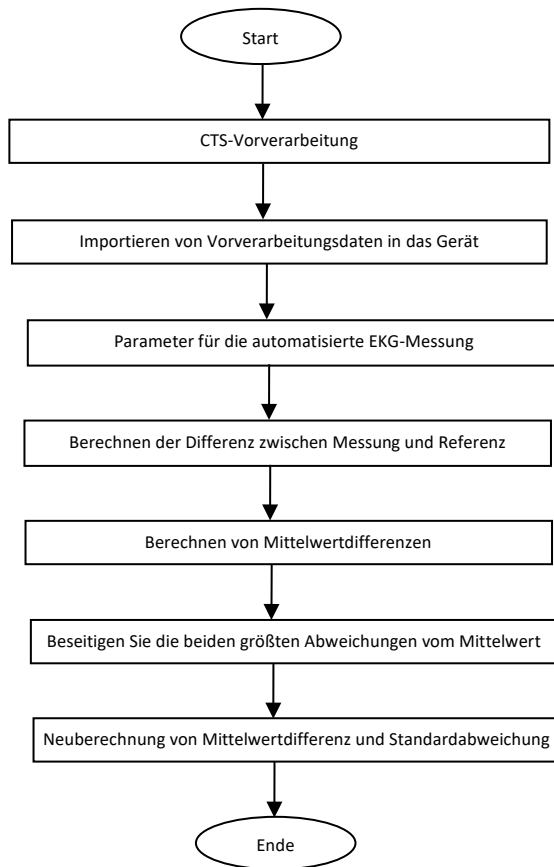 Start
CTS-Vorverarbeitung
Importieren von Vorverarbeitungsdaten in das Gerät
Parameter für die automatisierte EKG-Messung
Berechnen der Differenz zwischen Messung und Referenz
Berechnen von Mittelwertdifferenzen
Beseitigen Sie die beiden größten Abweichungen vom Mittelwert
Neuberechnung von Mittelwertdifferenz und Standardabweichung
Ende